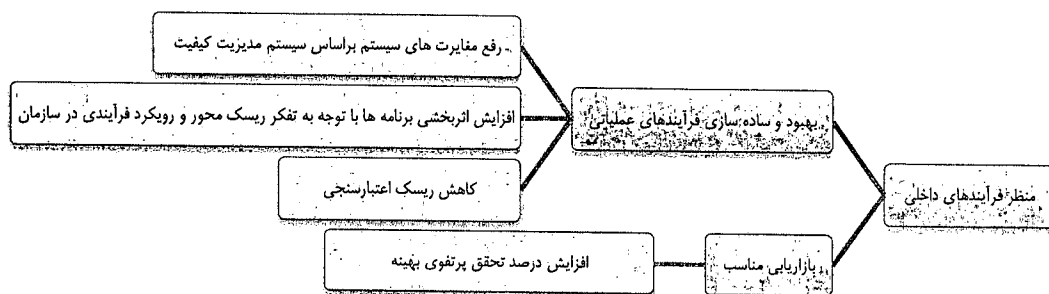 منظر فرآیندهای داخلی
بهبود و ساده سازی فرآیندهای عملیاتی
رفع مغایرت های سیستم براساس سیستم مدیریت کیفیت
افزایش اثربخشی برنامه ها با توجه به تفکر ریسک محور و رویکرد فرآیندی در سازمان
کاهش ریسک اعتبارسنجی
بازاریابی مناسب
افزایش درصد تحقق پرتفوی بهینه